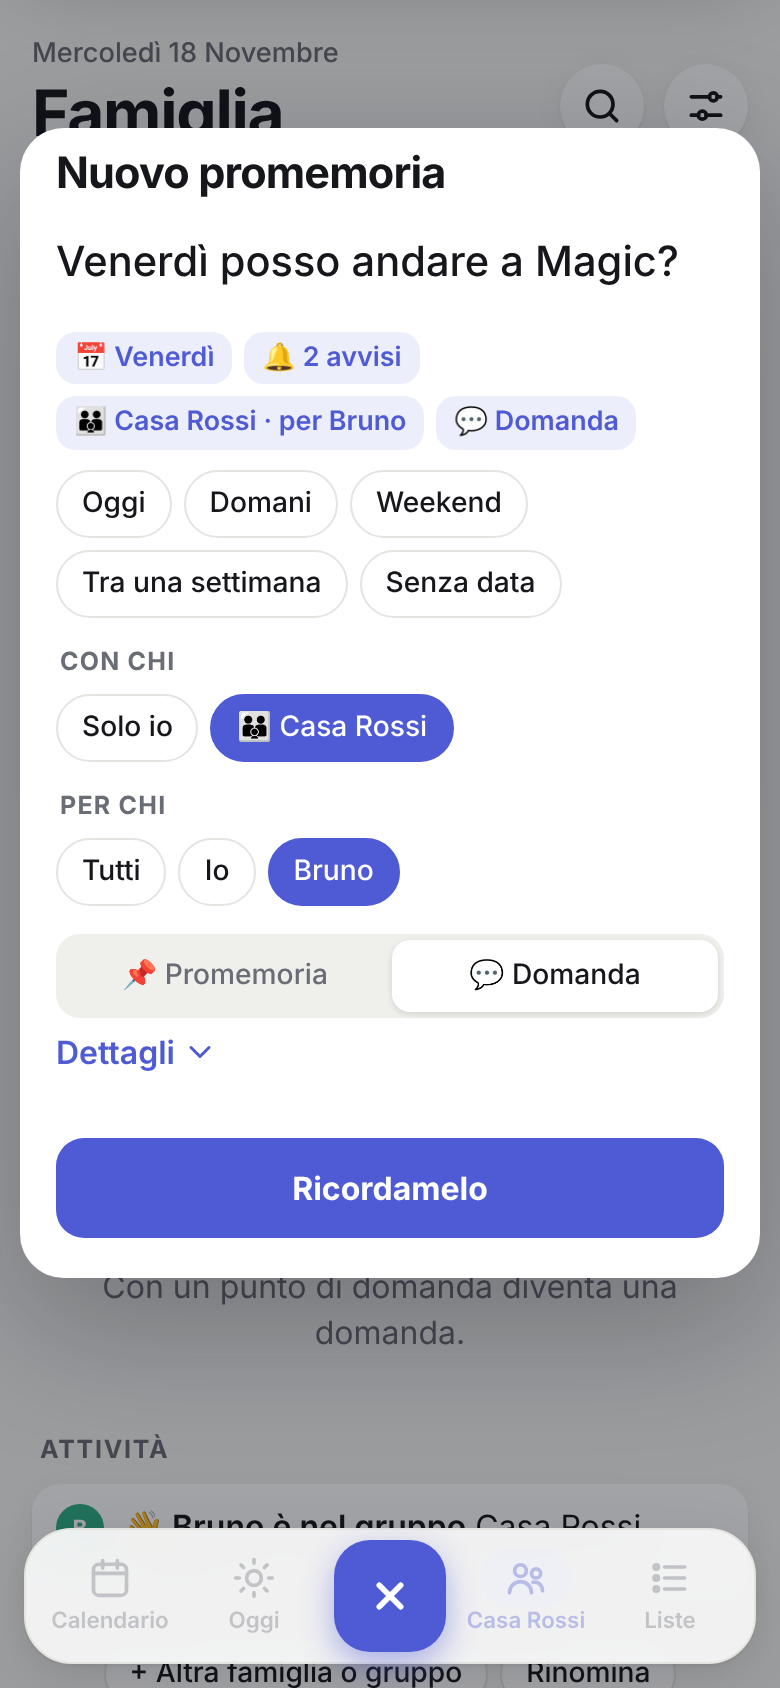 Mercoledì 18 Novembre
Famiglia
Nuovo promemoria
Venerdì posso andare a Magic?
📅 Venerdì 🔔 2 avvisi
👪 Casa Rossi · per Bruno 💬 Domanda
Oggi Domani Weekend
Tra una settimana Senza data
CON CHI
Solo io 👪 Casa Rossi
PER CHI
Tutti Io Bruno
📌 Promemoria 💬 Domanda
Dettagli
Ricordamelo
Con un punto di domanda diventa una
domanda.
ATTIVITÀ
B 👋 Bruno è nel gruppo Casa Rossi
Calendario Oggi Casa Rossi Liste
+ Altra famiglia o gruppo Rinomina